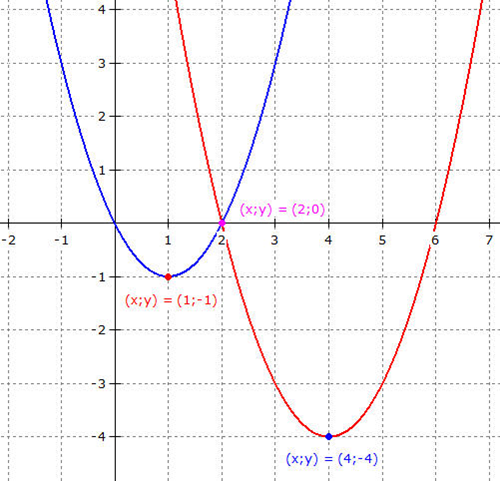 4
3
2
1
(x;y) = (2;0)
-2 -1 1 2 3 4 5 6 7
-1
(x;y) = (1;-1)
-2
-3
-4
(x;y) = (4;-4)